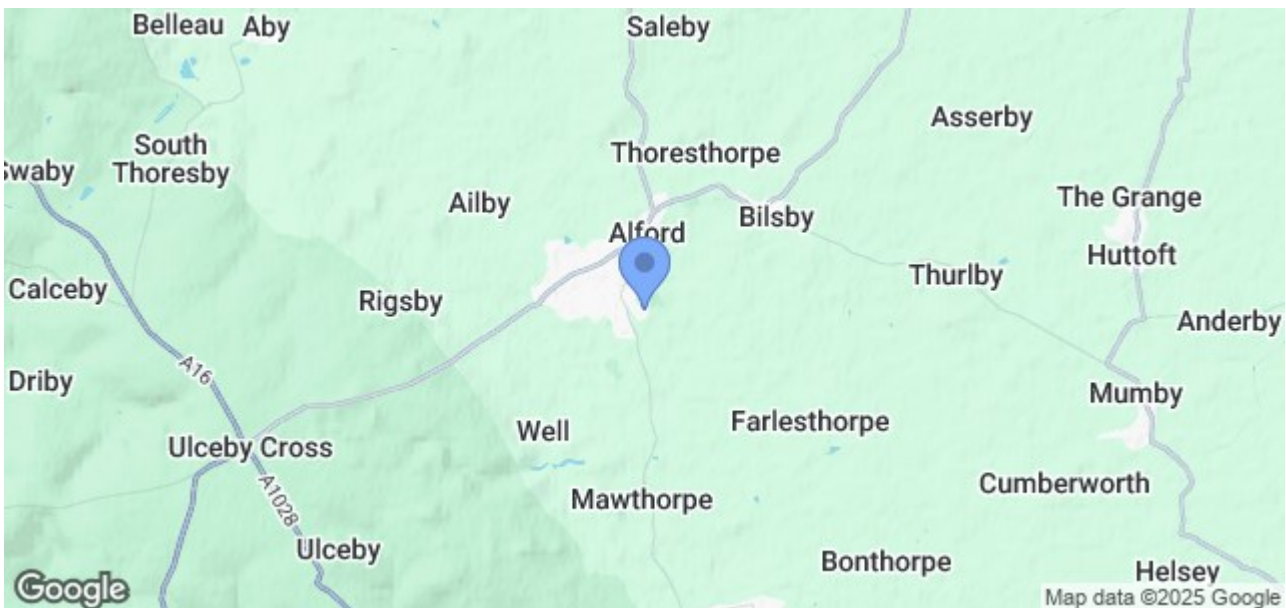 Belleau
Aby
Saleby
Asserby
South
Thoresby
Thoresthorpe
Swaby
Ailby
The Grange
Bilsby
Alford
Huttoft
Thurlby
Calceby
Rigsby
Anderby
A16
Driby
Mumby
Farlesthorpe
Well
Ulceby Cross
Cumberworth
A1028
Mawthorpe
Ulceby
Bonthorpe
Helsey
Google
Map data ©2025 Google